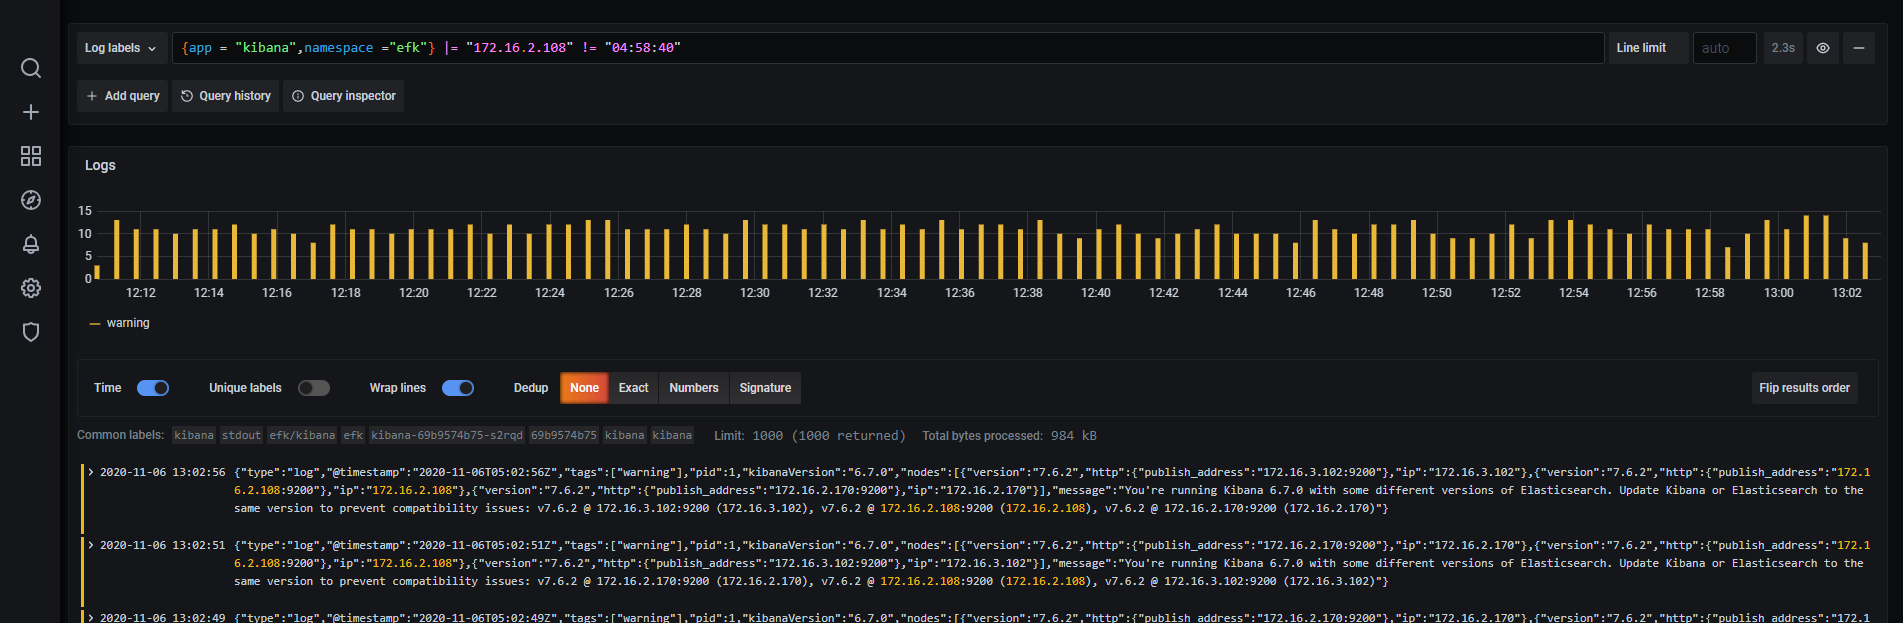 Log labels {app = "kibana",namespace ="efk"} |= "172.16.2.108" != "04:58:40" Line limit auto 2.3s
Add query Query history Query inspector
Logs
15
10
5
0
12:12 12:14 12:16 12:18 12:20 12:22 12:24 12:26 12:28 12:30 12:32 12:34 12:36 12:38 12:40 12:42 12:44 12:46 12:48 12:50 12:52 12:54 12:56 12:58 13:00 13:02
warning
Time Unique labels Wrap lines Dedup None Exact Numbers Signature Flip results order
Common labels: kibana stdout efk/kibana efk kibana-69b9574b75-s2rqd 69b9574b75 kibana kibana Limit: 1000 (1000 returned) Total bytes processed: 984 kB
> 2020-11-06 13:02:56 {"type":"log","@timestamp":"2020-11-06T05:02:56Z","tags":["warning"],"pid":1,"kibanaVersion":"6.7.0","nodes":[{"version":"7.6.2","http":{"publish_address":"172.16.3.102:9200"},"ip":"172.16.3.102"},{"version":"7.6.2","http":{"publish_address":"172.1
6.2.108:9200"},"ip":"172.16.2.108"},{"version":"7.6.2","http":{"publish_address":"172.16.2.170:9200"},"ip":"172.16.2.170"}],"message":"You're running Kibana 6.7.0 with some different versions of Elasticsearch. Update Kibana or Elasticsearch to the
same version to prevent compatibility issues: v7.6.2 @ 172.16.3.102:9200 (172.16.3.102), v7.6.2 @ 172.16.2.108:9200 (172.16.2.108), v7.6.2 @ 172.16.2.170:9200 (172.16.2.170)"}
> 2020-11-06 13:02:51 {"type":"log","@timestamp":"2020-11-06T05:02:51Z","tags":["warning"],"pid":1,"kibanaVersion":"6.7.0","nodes":[{"version":"7.6.2","http":{"publish_address":"172.16.2.170:9200"},"ip":"172.16.2.170"},{"version":"7.6.2","http":{"publish_address":"172.1
6.2.108:9200"},"ip":"172.16.2.108"},{"version":"7.6.2","http":{"publish_address":"172.16.3.102:9200"},"ip":"172.16.3.102"}],"message":"You're running Kibana 6.7.0 with some different versions of Elasticsearch. Update Kibana or Elasticsearch to the
same version to prevent compatibility issues: v7.6.2 @ 172.16.2.170:9200 (172.16.2.170), v7.6.2 @ 172.16.2.108:9200 (172.16.2.108), v7.6.2 @ 172.16.3.102:9200 (172.16.3.102)"}
> 2020-11-06 13:02:49 {"type":"log","@timestamp":"2020-11-06T05:02:49Z","tags":["warning"],"pid":1,"kibanaVersion":"6.7.0","nodes":[{"version":"7.6.2","http":{"publish_address":"172.16.2.170:9200"},"ip":"172.16.2.170"},{"version":"7.6.2","http":{"publish_address":"172.1